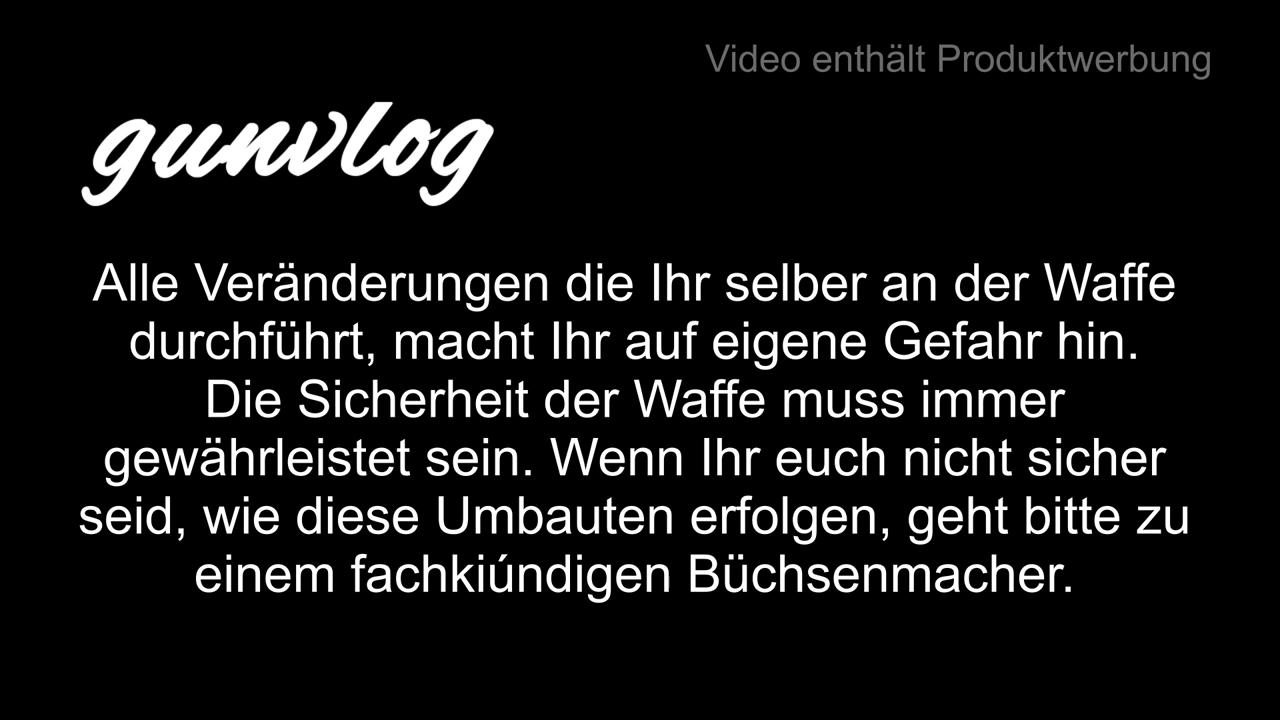 Video enthält Produktwerbung
gunvlog
Alle Veränderungen die Ihr selber an der Waffe
durchführt, macht Ihr auf eigene Gefahr hin.
Die Sicherheit der Waffe muss immer
gewährleistet sein. Wenn Ihr euch nicht sicher
seid, wie diese Umbauten erfolgen, geht bitte zu
einem fachkiúndigen Büchsenmacher.